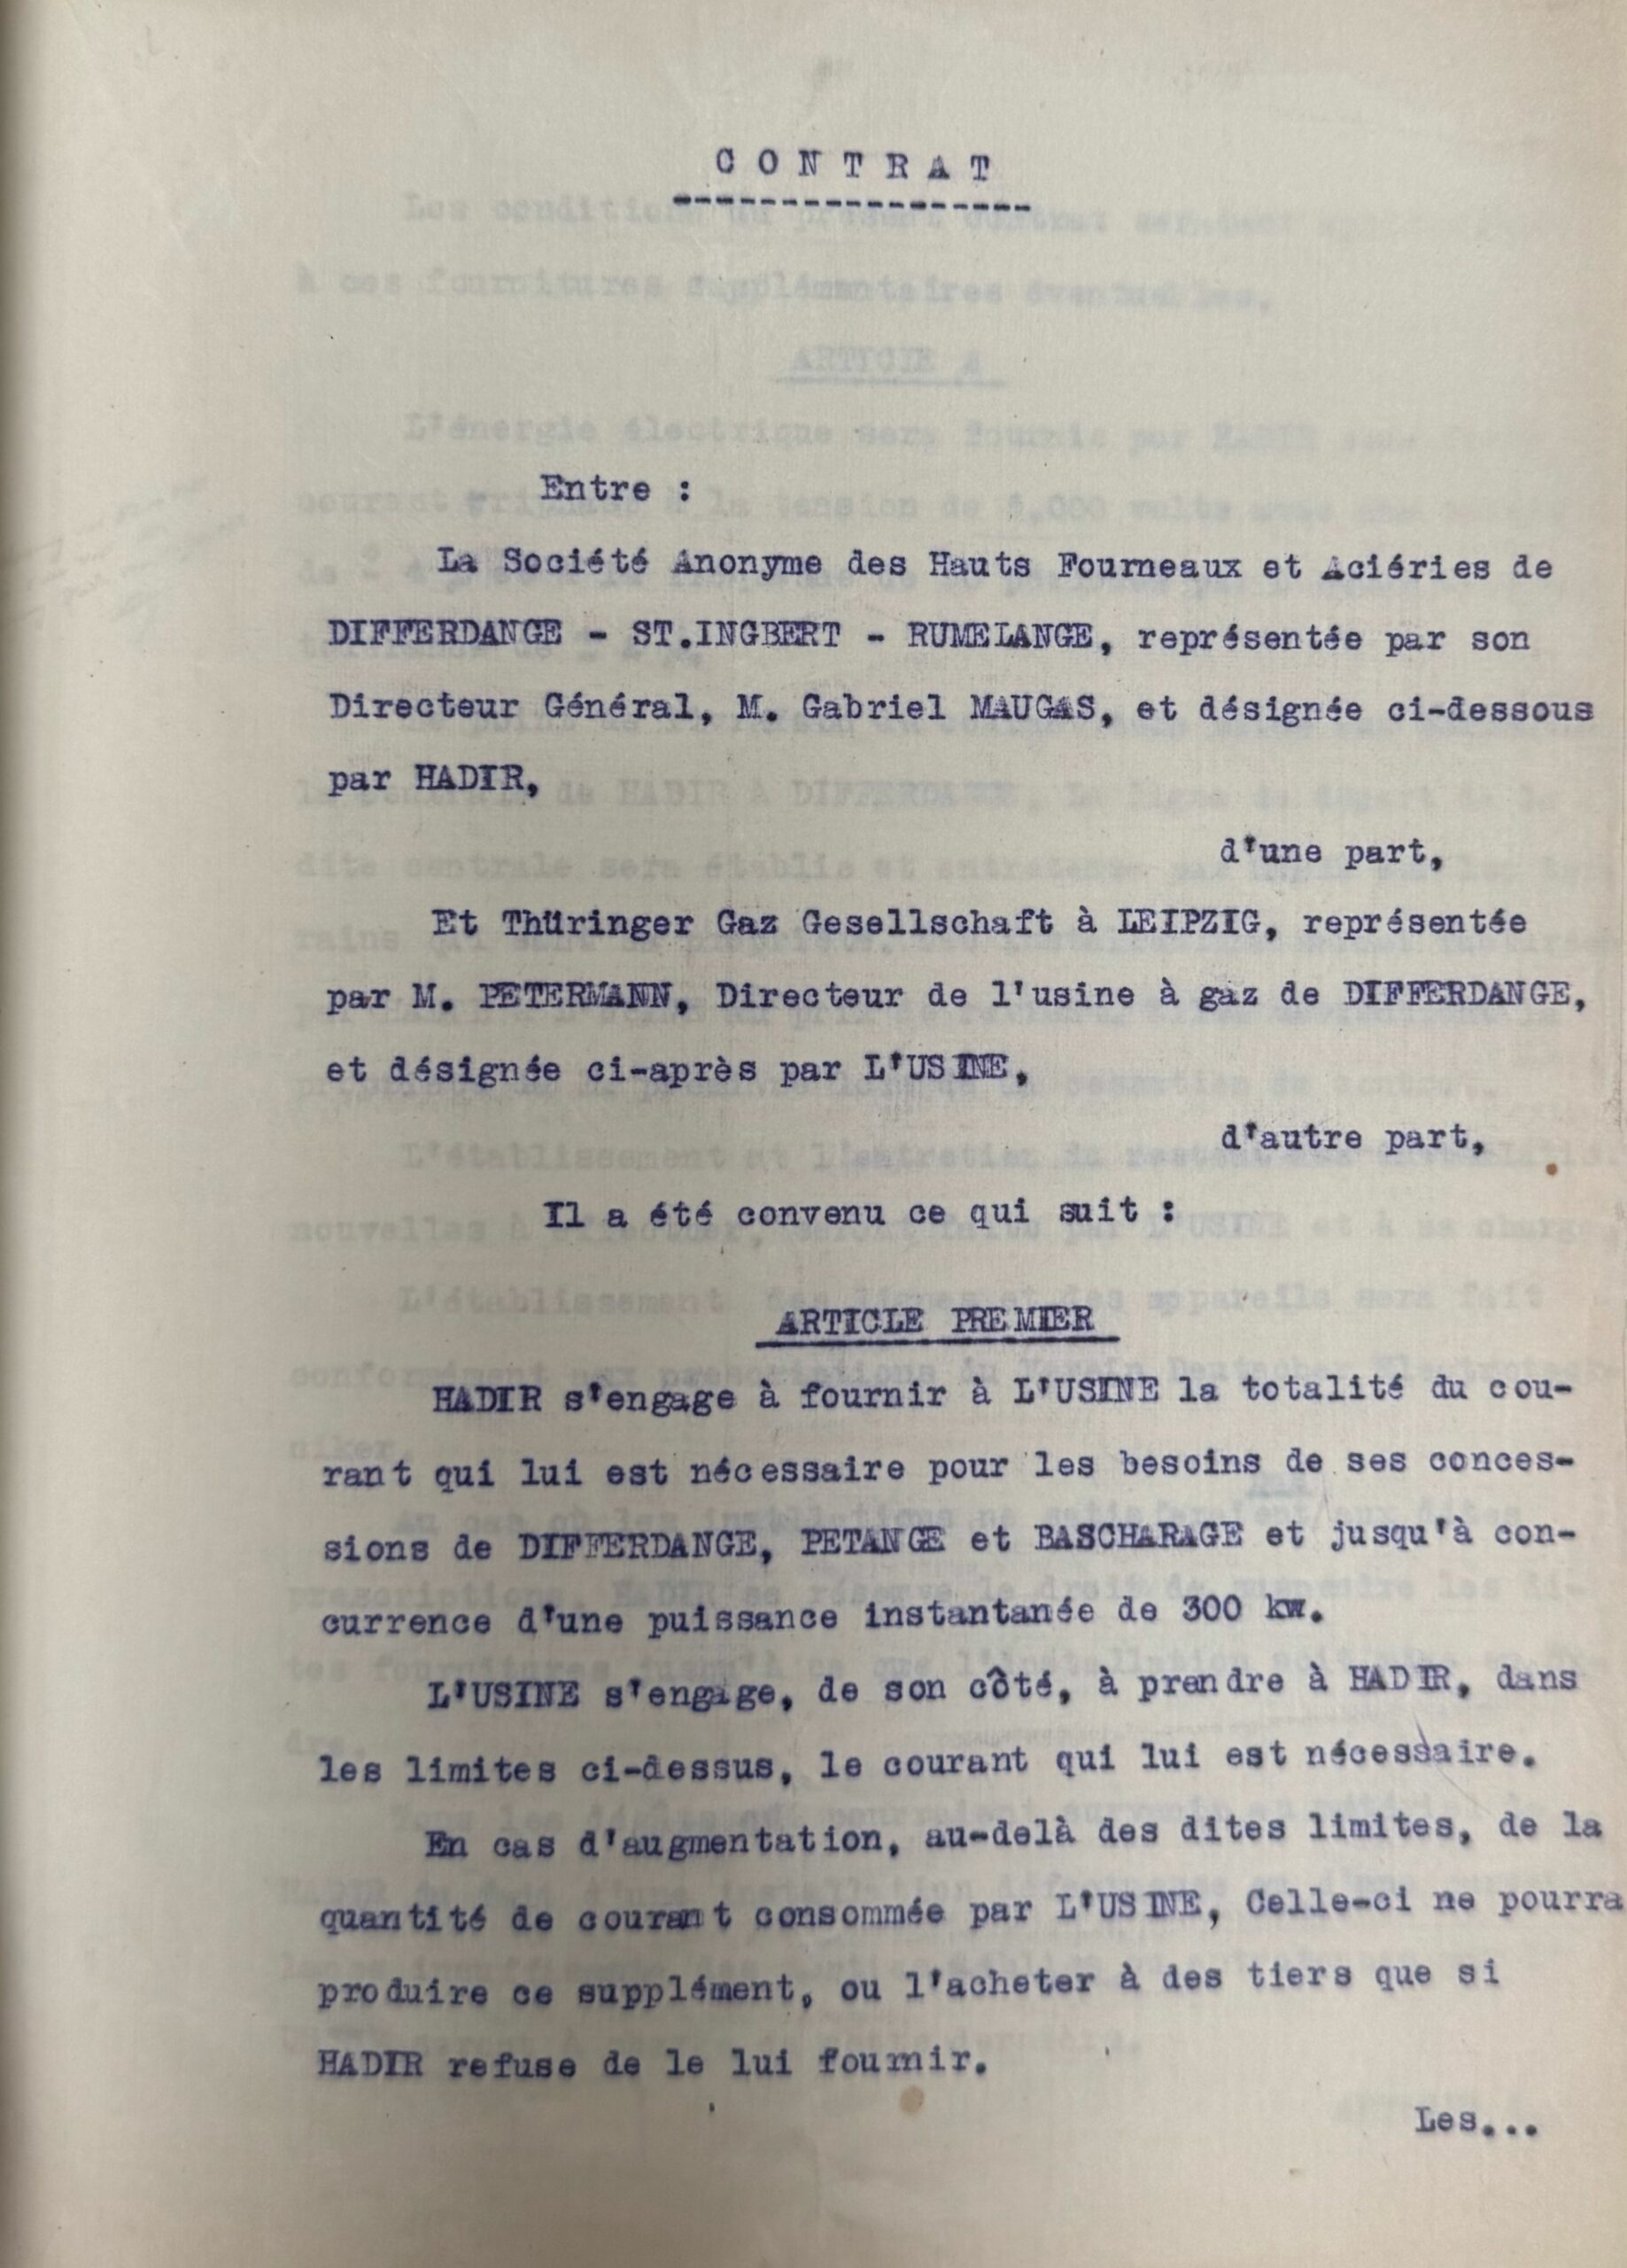 CONTRAT
Entre :
La Société Anonyme des Hauts Fourneaux et Aciéries de
DIFFERDANGE - ST.INGBERT - RUMELANGE, représentée par son
Directeur Général, M. Gabriel MAUGAS, et désignée ci-dessous
par HADIR,
d'une part,
Et Thüringer Gaz Gesellschaft à LEIPZIG, représentée
par M. PETERMANN, Directeur de l'usine à gaz de DIFFERDANGE,
et désignée ci-après par L'USINE,
d'autre part,
Il a été convenu ce qui suit :
ARTICLE PREMIER
HADIR s'engage à fournir à L'USINE la totalité du cou-
rant qui lui est nécessaire pour les besoins de ses conces-
sions de DIFFERDANGE, PETANGE et BASCHARAGE et jusqu'à con-
currence d'une puissance instantanée de 300 kw.
L'USINE s'engage, de son côté, à prendre à HADIR, dans
les limites ci-dessus, le courant qui lui est nécessaire.
En cas d'augmentation, au-delà des dites limites, de la
quantité de courant consommée par L'USINE, Celle-ci ne pourra
produire ce supplément, ou l'acheter à des tiers que si
HADIR refuse de le lui fournir.
Les...